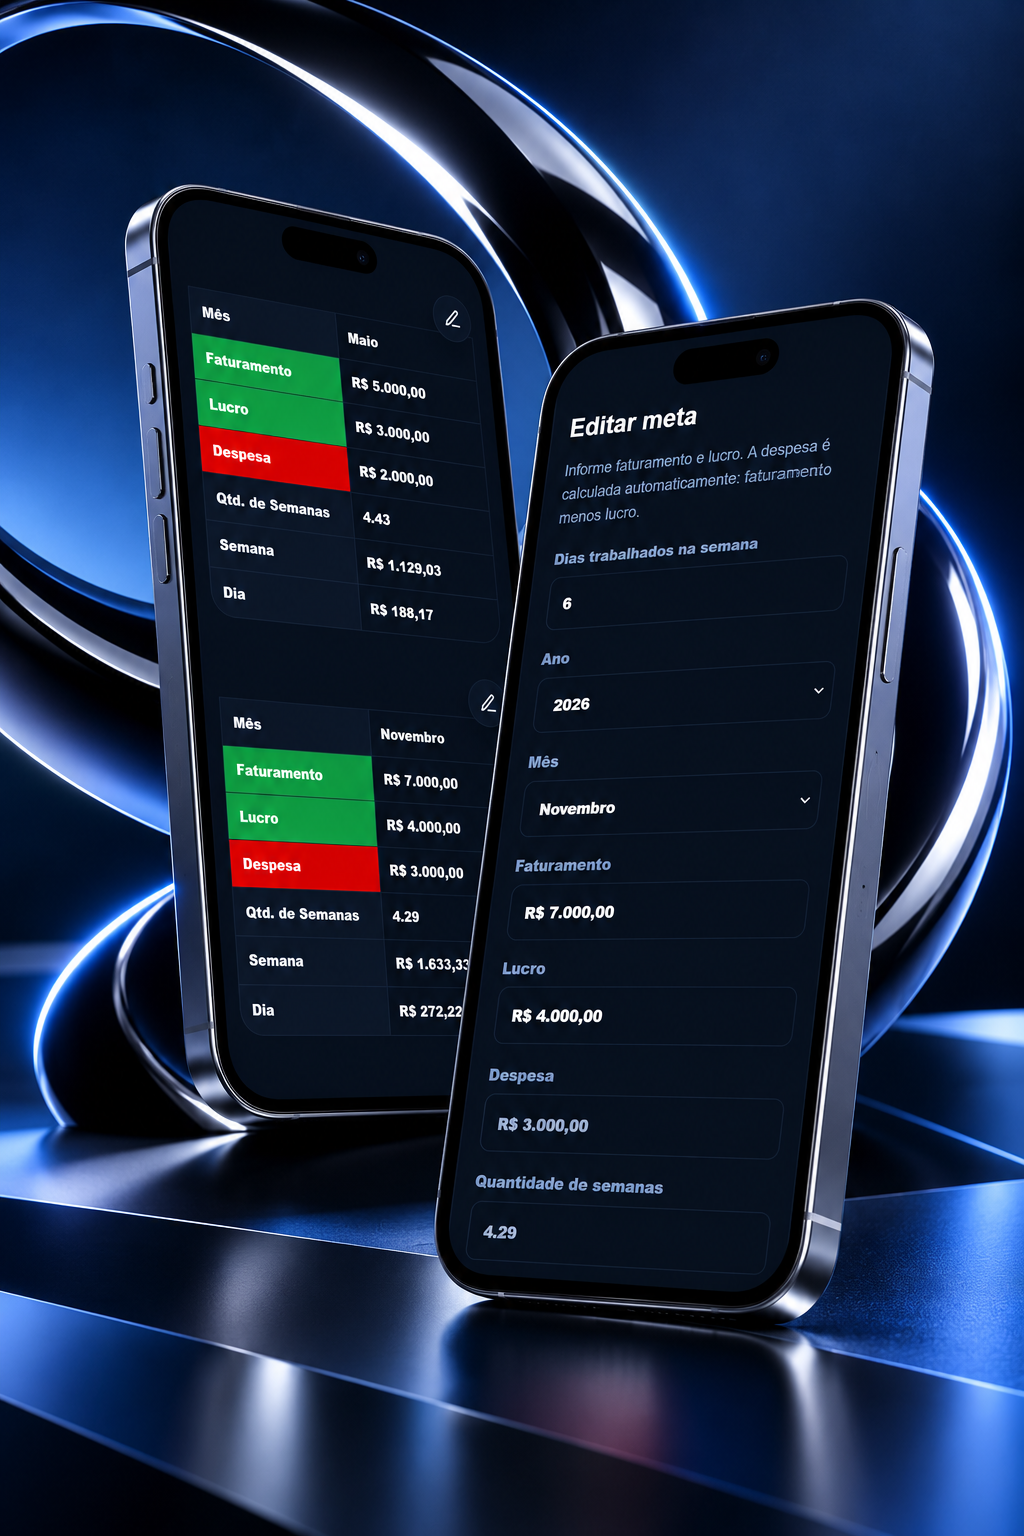 Mês Maio
Faturamento R$ 5.000,00
Lucro R$ 3.000,00
Despesa R$ 2.000,00
Qtd. de Semanas 4.43
Semana R$ 1.129,03
Dia R$ 188,17
Mês Novembro
Faturamento R$ 7.000,00
Lucro R$ 4.000,00
Despesa R$ 3.000,00
Qtd. de Semanas 4.29
Semana R$ 1.633,33
Dia R$ 272,22
Editar meta
Informe faturamento e lucro. A despesa é
calculada automaticamente: faturamento
menos lucro.
Dias trabalhados na semana
6
Ano
2026
Mês
Novembro
Faturamento
R$ 7.000,00
Lucro
R$ 4.000,00
Despesa
R$ 3.000,00
Quantidade de semanas
4.29